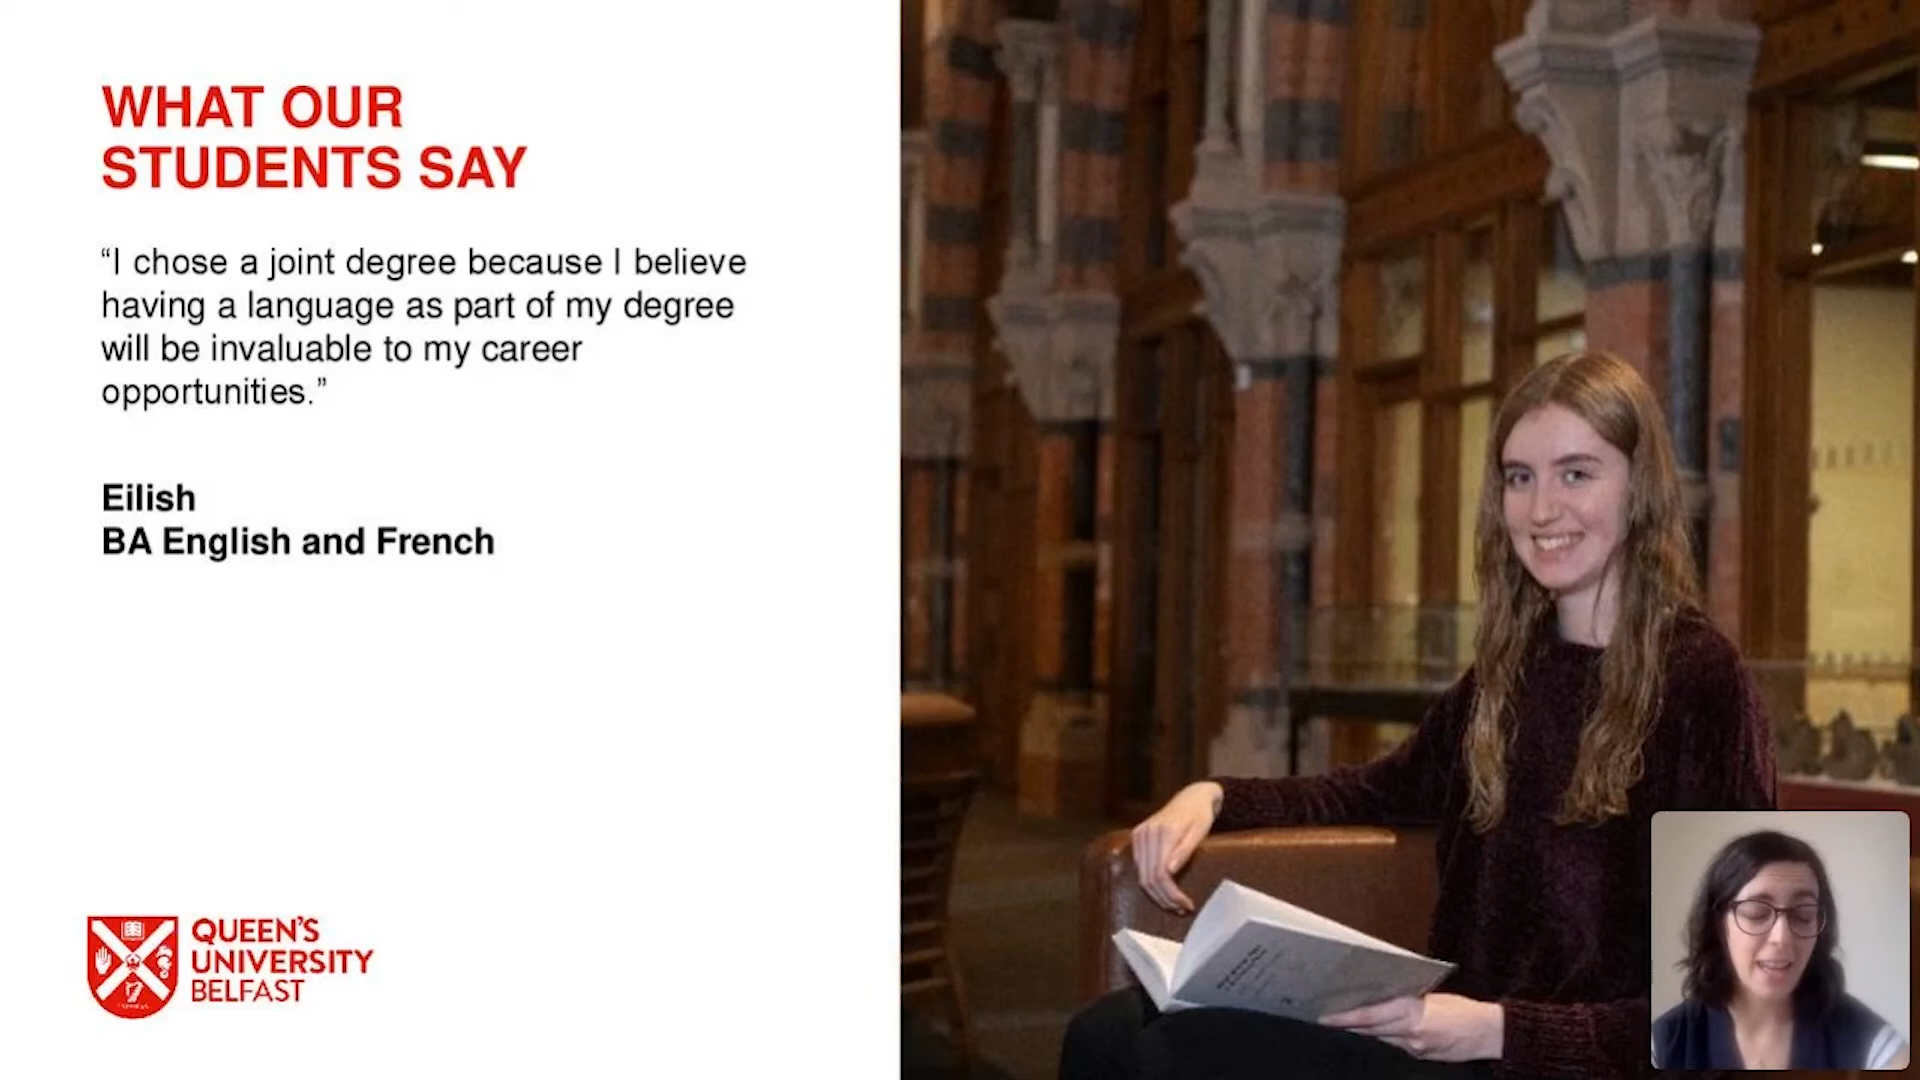 WHAT OUR
STUDENTS SAY
“I chose a joint degree because I believe
having a language as part of my degree
will be invaluable to my career
opportunities.”
Eilish
BA English and French
QUEEN’S
UNIVERSITY
BELFAST